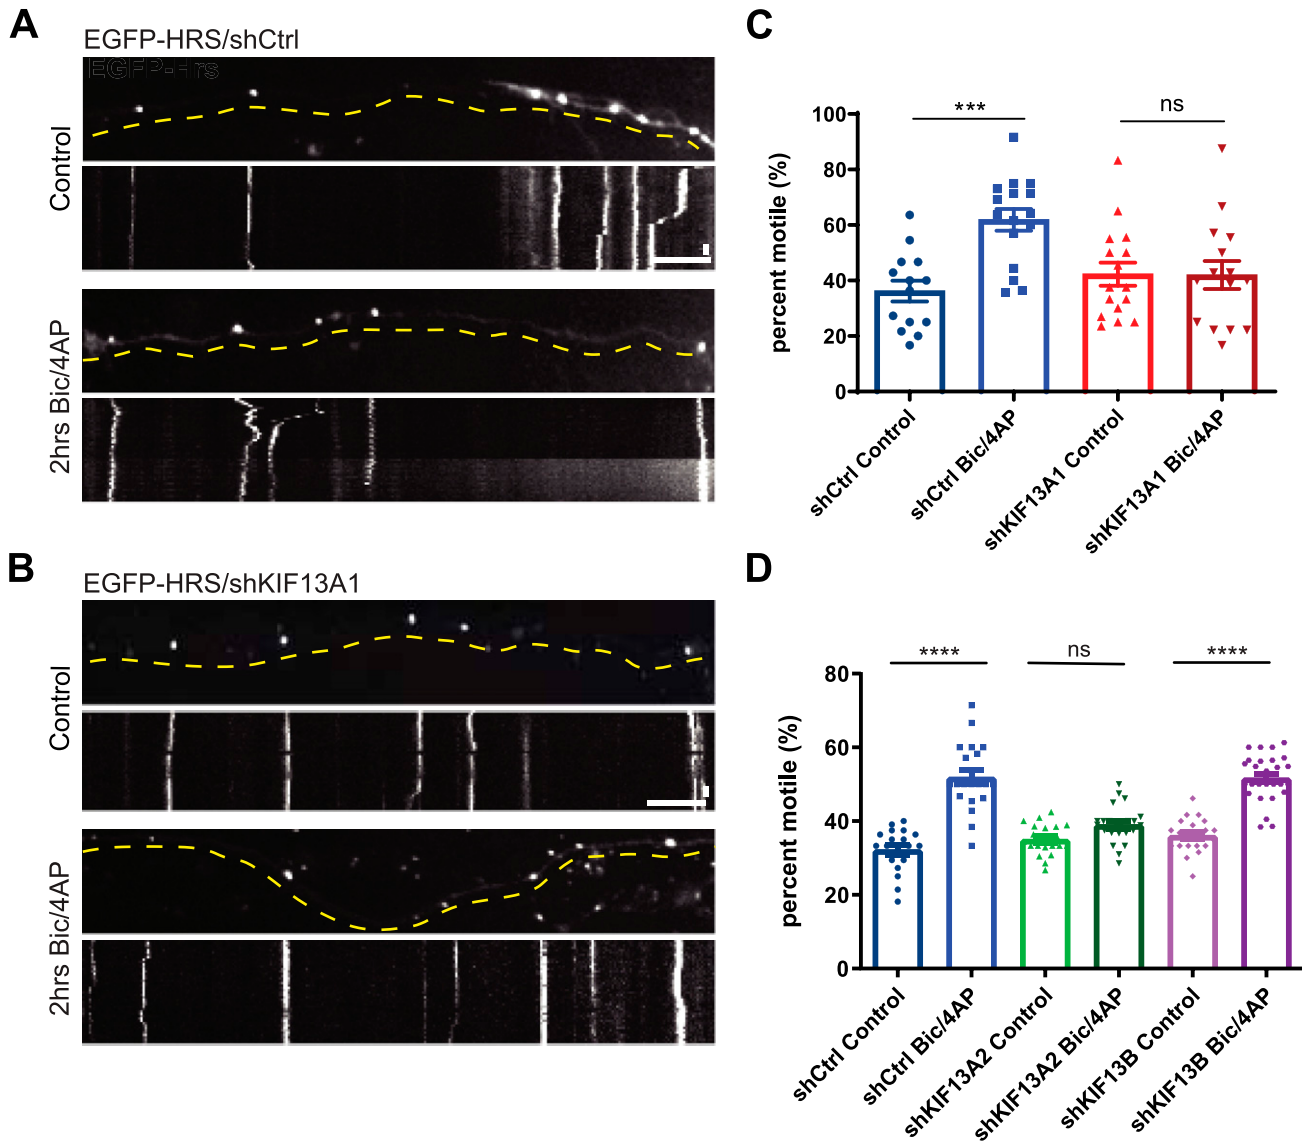 A
EGFP-HRS/shCtrl
EGFP-Hrs
Control
2hrs Bic/4AP
B
EGFP-HRS/shKIF13A1
Control
2hrs Bic/4AP
C
percent motile (%)
100
80
60
40
20
0
***
ns
shCtrl Control
shCtrl Bic/4AP
shKIF13A1 Control
shKIF13A1 Bic/4AP
D
percent motile (%)
80
60
40
20
0
****
ns
****
shCtrl Control
shCtrl Bic/4AP
shKIF13A2 Control
shKIF13A2 Bic/4AP
shKIF13B Control
shKIF13B Bic/4AP